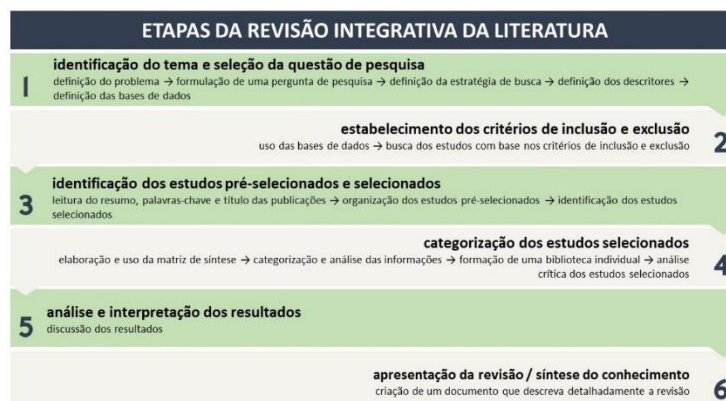 ETAPAS DA REVISÃO INTEGRATIVA DA LITERATURA
1
identificação do tema e seleção da questão de pesquisa
definição do problema → formulação de uma pergunta de pesquisa → definição da estratégia de busca → definição dos descritores →
definição das bases de dados
estabelecimento dos critérios de inclusão e exclusão
uso das bases de dados → busca dos estudos com base nos critérios de inclusão e exclusão
2
identificação dos estudos pré-selecionados e selecionados
3
leitura do resumo, palavras-chave e título das publicações → organização dos estudos pré-selecionados → identificação dos estudos
selecionados
categorização dos estudos selecionados
elaboração e uso da matriz de síntese → categorização e análise das informações → formação de uma biblioteca individual → análise
crítica dos estudos selecionados
4
análise e interpretação dos resultados
5
discussão dos resultados
apresentação da revisão / síntese do conhecimento
criação de um documento que descreva detalhadamente a revisão
6